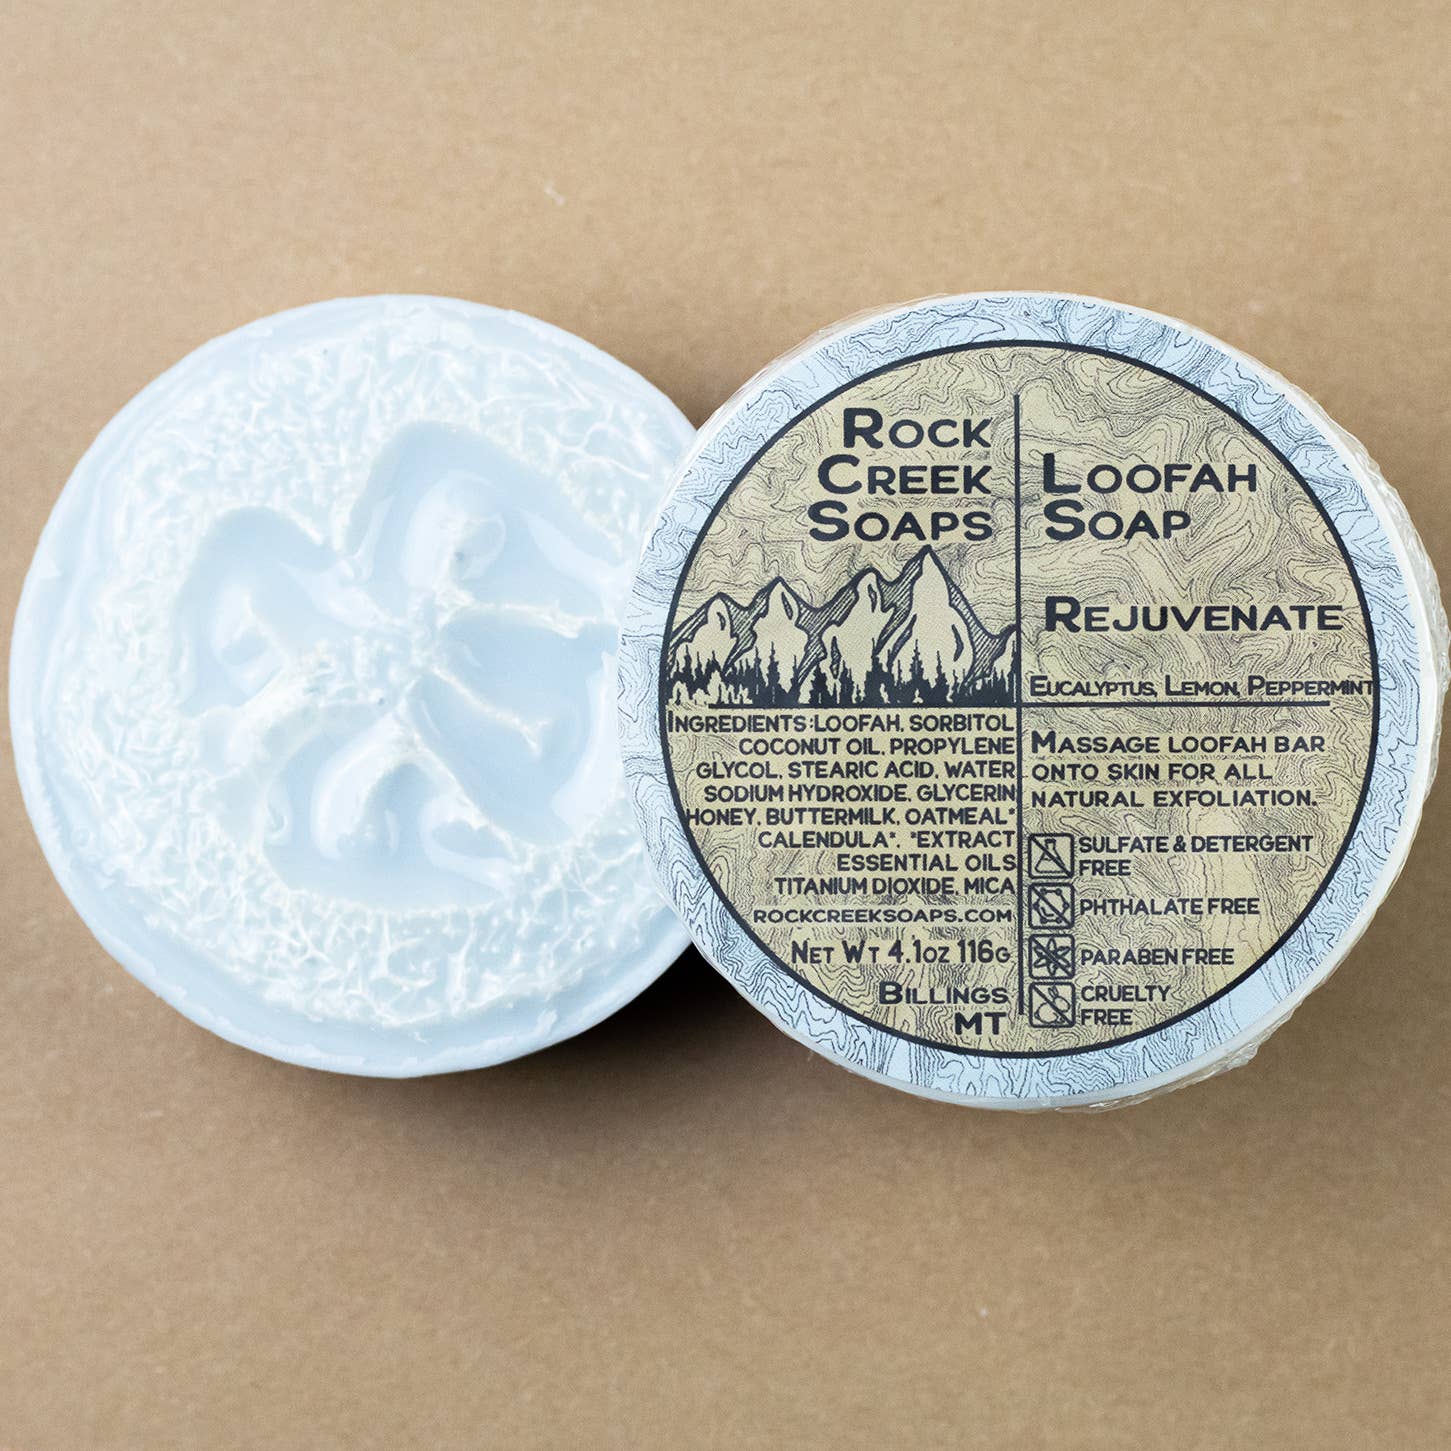 Rock
Creek
Soaps
Loofah
Soap
Rejuvenate
Eucalyptus, Lemon, Peppermint
Ingredients:LOOFAH, SORBITOL
COCONUT OIL, PROPYLENE
GLYCOL, STEARIC ACID, WATER
SODIUM HYDROXIDE, GLYCERIN
HONEY, BUTTERMILK, OATMEAL*
CALENDULA*, *EXTRACT
ESSENTIAL OILS
TITANIUM DIOXIDE, MICA
ROCKCREEKSOAPS.COM
Net Wt 4.1oz 116g
Billings
MT
Massage loofah bar
onto skin for all
natural exfoliation.
SULFATE & DETERGENT
FREE
PHTHALATE FREE
PARABEN FREE
CRUELTY
FREE